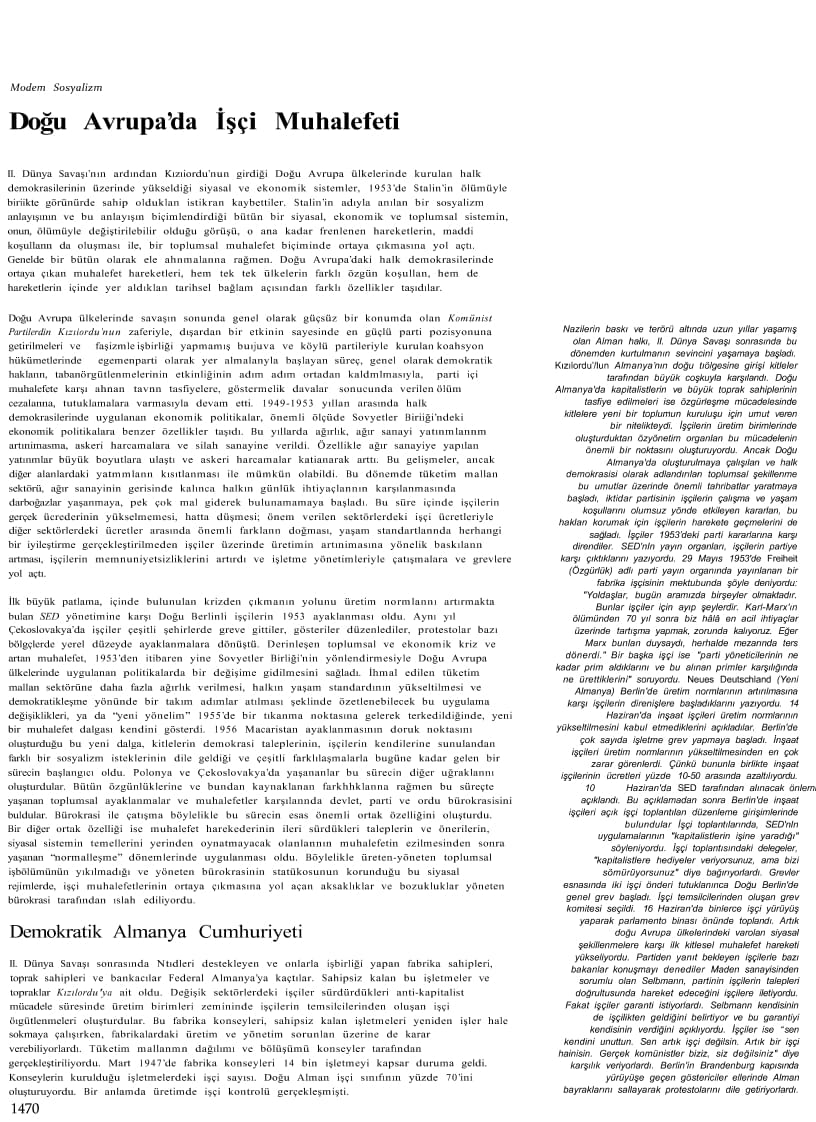 Modem Sosyalizm
Doğu Avrupa’da İşçi Muhalefeti
II. Dünya Savaşı’nın ardından Kızıiordu’nun girdiği Doğu Avrupa ülkelerinde kurulan halk
demokrasilerinin üzerinde yükseldiği siyasal ve ekonomik sistemler, 1953’de Stalin’in ölümüyle
biriikte görünürde sahip olduklan istikran kaybettiler. Stalin’in adıyla anılan bir sosyalizm
anlayışının ve bu anlayışın biçimlendirdiği bütün bir siyasal, ekonomik ve toplumsal sistemin,
onun, ölümüyle değiştirilebilir olduğu görüşü, o ana kadar frenlenen hareketlerin, maddi
koşullann da oluşması ile, bir toplumsal muhalefet biçiminde ortaya çıkmasına yol açtı.
Genelde bir bütün olarak ele ahnmalanna rağmen. Doğu Avrupa’daki halk demokrasilerinde
ortaya çıkan muhalefet hareketleri, hem tek tek ülkelerin farklı özgün koşullan, hem de
hareketlerin içinde yer aldıklan tarihsel bağlam açısından farklı özellikler taşıdılar.
Doğu Avrupa ülkelerinde savaşın sonunda genel olarak güçsüz bir konumda olan Komünist
Partilerdin Kızıiordu’nun zaferiyle, dışardan bir etkinin sayesinde en güçlü parti pozisyonuna
getirilmeleri ve faşizmle işbirliği yapmamış buıjuva ve köylü partileriyle kurulan koahsyon
hükümetlerinde egemenparti olarak yer almalanyla başlayan süreç, genel olarak demokratik
haklann, tabanörgütlenmelerinin etkinliğinin adım adım ortadan kaldmlmasıyla, parti içi
muhalefete karşı ahnan tavnn tasfiyelere, göstermelik davalar sonucunda verilen ölüm
cezalanna, tutuklamalara varmasıyla devam etti. 1949-1953 yıllan arasında halk
demokrasilerinde uygulanan ekonomik politikalar, önemli ölçüde Sovyetler Biriiği’ndeki
ekonomik politikalara benzer özellikler taşıdı. Bu yıllarda ağırlık, ağır sanayi yatınmlannm
artınimasma, askeri harcamalara ve silah sanayine verildi. Özellikle ağır sanayiye yapılan
yatınmlar büyük boyutlara ulaştı ve askeri harcamalar katianarak arttı. Bu gelişmeler, ancak
diğer alanlardaki yatmmlann kısıtlanması ile mümkün olabildi. Bu dönemde tüketim mallan
sektörü, ağır sanayinin gerisinde kalınca halkın günlük ihtiyaçlannın karşılanmasında
darboğazlar yaşanmaya, pek çok mal giderek bulunamamaya başladı. Bu süre içinde işçilerin
gerçek ücrederinin yükselmemesi, hatta düşmesi; önem verilen sektörlerdeki işçi ücretleriyle
diğer sektörlerdeki ücretler arasında önemli farklann doğması, yaşam standartlannda herhangi
bir iyileştirme gerçekleştirilmeden işçiler üzerinde üretimin artınimasına yönelik baskılann
artması, işçilerin memnuniyetsizliklerini artırdı ve işletme yönetimleriyle çatışmalara ve grevlere
yol açtı.
İlk büyük patlama, içinde bulunulan krizden çıkmanın yolunu üretim normlannı artırmakta
bulan SED yönetimine karşı Doğu Berlinli işçilerin 1953 ayaklanması oldu. Aynı yıl
Çekoslovakya’da işçiler çeşitli şehirlerde greve gittiler, gösteriler düzenlediler, protestolar bazı
bölgçlerde yerel düzeyde ayaklanmalara dönüştü. Derinleşen toplumsal ve ekonomik kriz ve
artan muhalefet, 1953’den itibaren yine Sovyetler Birliği’nin yönlendirmesiyle Doğu Avrupa
ülkelerinde uygulanan politikalarda bir değişime gidilmesini sağladı. İhmal edilen tüketim
mallan sektörüne daha fazla ağırlık verilmesi, halkın yaşam standardının yükseltilmesi ve
demokratikleşme yönünde bir takım adımlar atılması şeklinde özetlenebilecek bu uygulama
değişiklikleri, ya da “yeni yönelim” 1955’de bir tıkanma noktasına gelerek terkedildiğinde, yeni
bir muhalefet dalgası kendini gösterdi. 1956 Macaristan ayaklanmasının doruk noktasını
oluşturduğu bu yeni dalga, kitlelerin demokrasi taleplerinin, işçilerin kendilerine sunulandan
farklı bir sosyalizm isteklerinin dile geldiği ve çeşitli farklılaşmalarla bugüne kadar gelen bir
sürecin başlangıcı oldu. Polonya ve Çekoslovakya’da yaşananlar bu sürecin diğer uğraklannı
oluşturdular. Bütün özgünlüklerine ve bundan kaynaklanan farkhhklanna rağmen bu süreçte
yaşanan toplumsal ayaklanmalar ve muhalefetler karşılannda devlet, parti ve ordu bürokrasisini
buldular. Bürokrasi ile çatışma böylelikle bu sürecin esas önemli ortak özelliğini oluşturdu.
Bir diğer ortak özelliği ise muhalefet harekederinin ileri sürdükleri taleplerin ve önerilerin,
siyasal sistemin temellerini yerinden oynatmayacak olanlannın muhalefetin ezilmesinden sonra
yaşanan “normalleşme” dönemlerinde uygulanması oldu. Böylelikle üreten-yöneten toplumsal
işbölümünün yıkılmadığı ve yöneten bürokrasinin statükosunun korunduğu bu siyasal
rejimlerde, işçi muhalefetlerinin ortaya çıkmasına yol açan aksaklıklar ve bozukluklar yöneten
bürokrasi tarafından ıslah ediliyordu.
Demokratik Almanya Cumhuriyeti
II. Dünya Savaşı sonrasında Ntıdleri destekleyen ve onlarla işbirliği yapan fabrika sahipleri,
toprak sahipleri ve bankacılar Federal Almanya’ya kaçtılar. Sahipsiz kalan bu işletmeler ve
topraklar Kızılordu’ya ait oldu. Değişik sektörlerdeki işçiler sürdürdükleri anti-kapitalist
mücadele süresinde üretim birimleri zemininde işçilerin temsilcilerinden oluşan işçi
öıgütlenmeleri oluşturdular. Bu fabrika konseyleri, sahipsiz kalan işletmeleri yeniden işler hale
sokmaya çalışırken, fabrikalardaki üretim ve yönetim sorunlan üzerine de karar
verebiliyorlardı. Tüketim mallanmn dağılımı ve bölüşümü konseyler tarafından
gerçekleştiriliyordu. Mart 1947’de fabrika konseyleri 14 bin işletmeyi kapsar duruma geldi.
Konseylerin kurulduğu işletmelerdeki işçi sayısı. Doğu Alman işçi sınıfının yüzde 70’ini
oluşturuyordu. Bir anlamda üretimde işçi kontrolü gerçekleşmişti.
1470
Nazilerin baskı ve terörü altında uzun yıllar yaşamış
olan Alman halkı, II. Dünya Savaşı sonrasında bu
dönemden kurtulmanın sevincini yaşamaya başladı.
Kızılordu’llun Almanya’nın doğu tiölgesine girişi kitleler
tarafından büyük coşkuyla karşılandı. Doğu
Almanya’da kapitalistlerin ve büyük toprak sahiplerinin
tasfiye edilmeleri ise özgürleşme mücadelesinde
kitlelere yeni bir toplumun kuruluşu için umut veren
bir nitelikteydi. İşçilerin üretim birimlerinde
oluşturduktan özyönetim organlan bu mücadelenin
önemli bir noktasını oluşturuyordu. Ancak Doğu
Almanya’da oluşturulmaya çalışılan ve halk
demokrasisi olarak adlandırılan toplumsal şekillenme
bu umutlar üzerinde önemli tahribatlar yaratmaya
başladı, iktidar partisinin işçilerin çalışma ve yaşam
koşullarını olumsuz yönde etkileyen kararlan, bu
haklan korumak için işçilerin harekete geçmelerini de
sağladı. İşçiler 1953'deki parti kararlarına karşı
direndiler. SED'nln yayın organları, işçilerin partiye
karşı çıktıklannı yazıyordu. 29 Mayıs 1953'de Freiheit
(Özgürlük) adlı parti yayın organında yayınlanan bir
fabrika işçisinin mektubunda şöyle deniyordu:
"Yoldaşlar, bugün aramızda birşeyler olmaktadır.
Bunlar işçiler için ayıp şeylerdir. Karl-Marx’ın
ölümünden 70 yıl sonra biz hâlâ en acil ihtiyaçlar
üzerinde tartışma yapmak, zorunda kalıyoruz. Eğer
Marx bunlan duysaydı, herhalde mezannda ters
dönerdi." Bir başka işçi ise "parti yöneticilerinin ne
kadar prim aldıklarını ve bu alınan primler karşılığında
ne ürettiklerini" soruyordu. Neues Deutschland (Yeni
Almanya) Berlin’de üretim normlarının artırılmasına
karşı işçilerin direnişlere başladıklarını yazıyordu. 14
Haziran'da inşaat işçileri üretim normlarının
yükseltilmesini kabul etmediklerini açıkladılar. Berlin'de
çok sayıda işletme grev yapmaya başladı. İnşaat
işçileri üretim normlarının yükseltilmesinden en çok
zarar görenlerdi. Çünkü bununla birlikte inşaat
işçilerinin ücretleri yüzde 10-50 arasında azaltılıyordu.
10 Haziran'da SED tarafından alınacak önlem
açıklandı. Bu açıklamadan sonra Berlin'de inşaat
işçileri açık işçi toplantılan düzenleme girişimlerinde
bulundular İşçi toplantılarında, SED'nln
uygulamalarının "kapitalistlerin işine yaradığı"
söyleniyordu. İşçi toplantısındaki delegeler,
"kapitalistlere hediyeler veriyorsunuz, ama bizi
sömürüyorsunuz" diye bağırıyorlardı. Grevler
esnasında iki işçi önderi tutuklanınca Doğu Berlin'de
genel grev başladı. İşçi temsilcilerinden oluşan grev
komitesi seçildi. 16 Haziran'da binlerce işçi yürüyüş
yaparak parlamento binası önünde toplandı. Artık
doğu Avrupa ülkelerindeki varolan siyasal
şekillenmelere karşı ilk kitlesel muhalefet hareketi
yükseliyordu. Partiden yanıt bekleyen işçilerle bazı
bakanlar konuşmayı denediler Maden sanayisinden
sorumlu olan Selbmann, partinin işçilerin talepleri
doğrultusunda hareket edeceğini işçilere iletiyordu.
Fakat işçiler garanti istiyorlardı. Selbmann kendisinin
de işçilikten geldiğini belirtiyor ve bu garantiyi
kendisinin verdiğini açıklıyordu. İşçiler ise “sen
kendini unuttun. Sen artık işçi değilsin. Artık bir işçi
hainisin. Gerçek komünistler biziz, siz değilsiniz" diye
karşılık veriyorlardı. Berlin’in Brandenburg kapısında
yürüyüşe geçen göstericiler ellerinde Alman
bayraklarını sallayarak protestolarını dile getiriyorlardı.